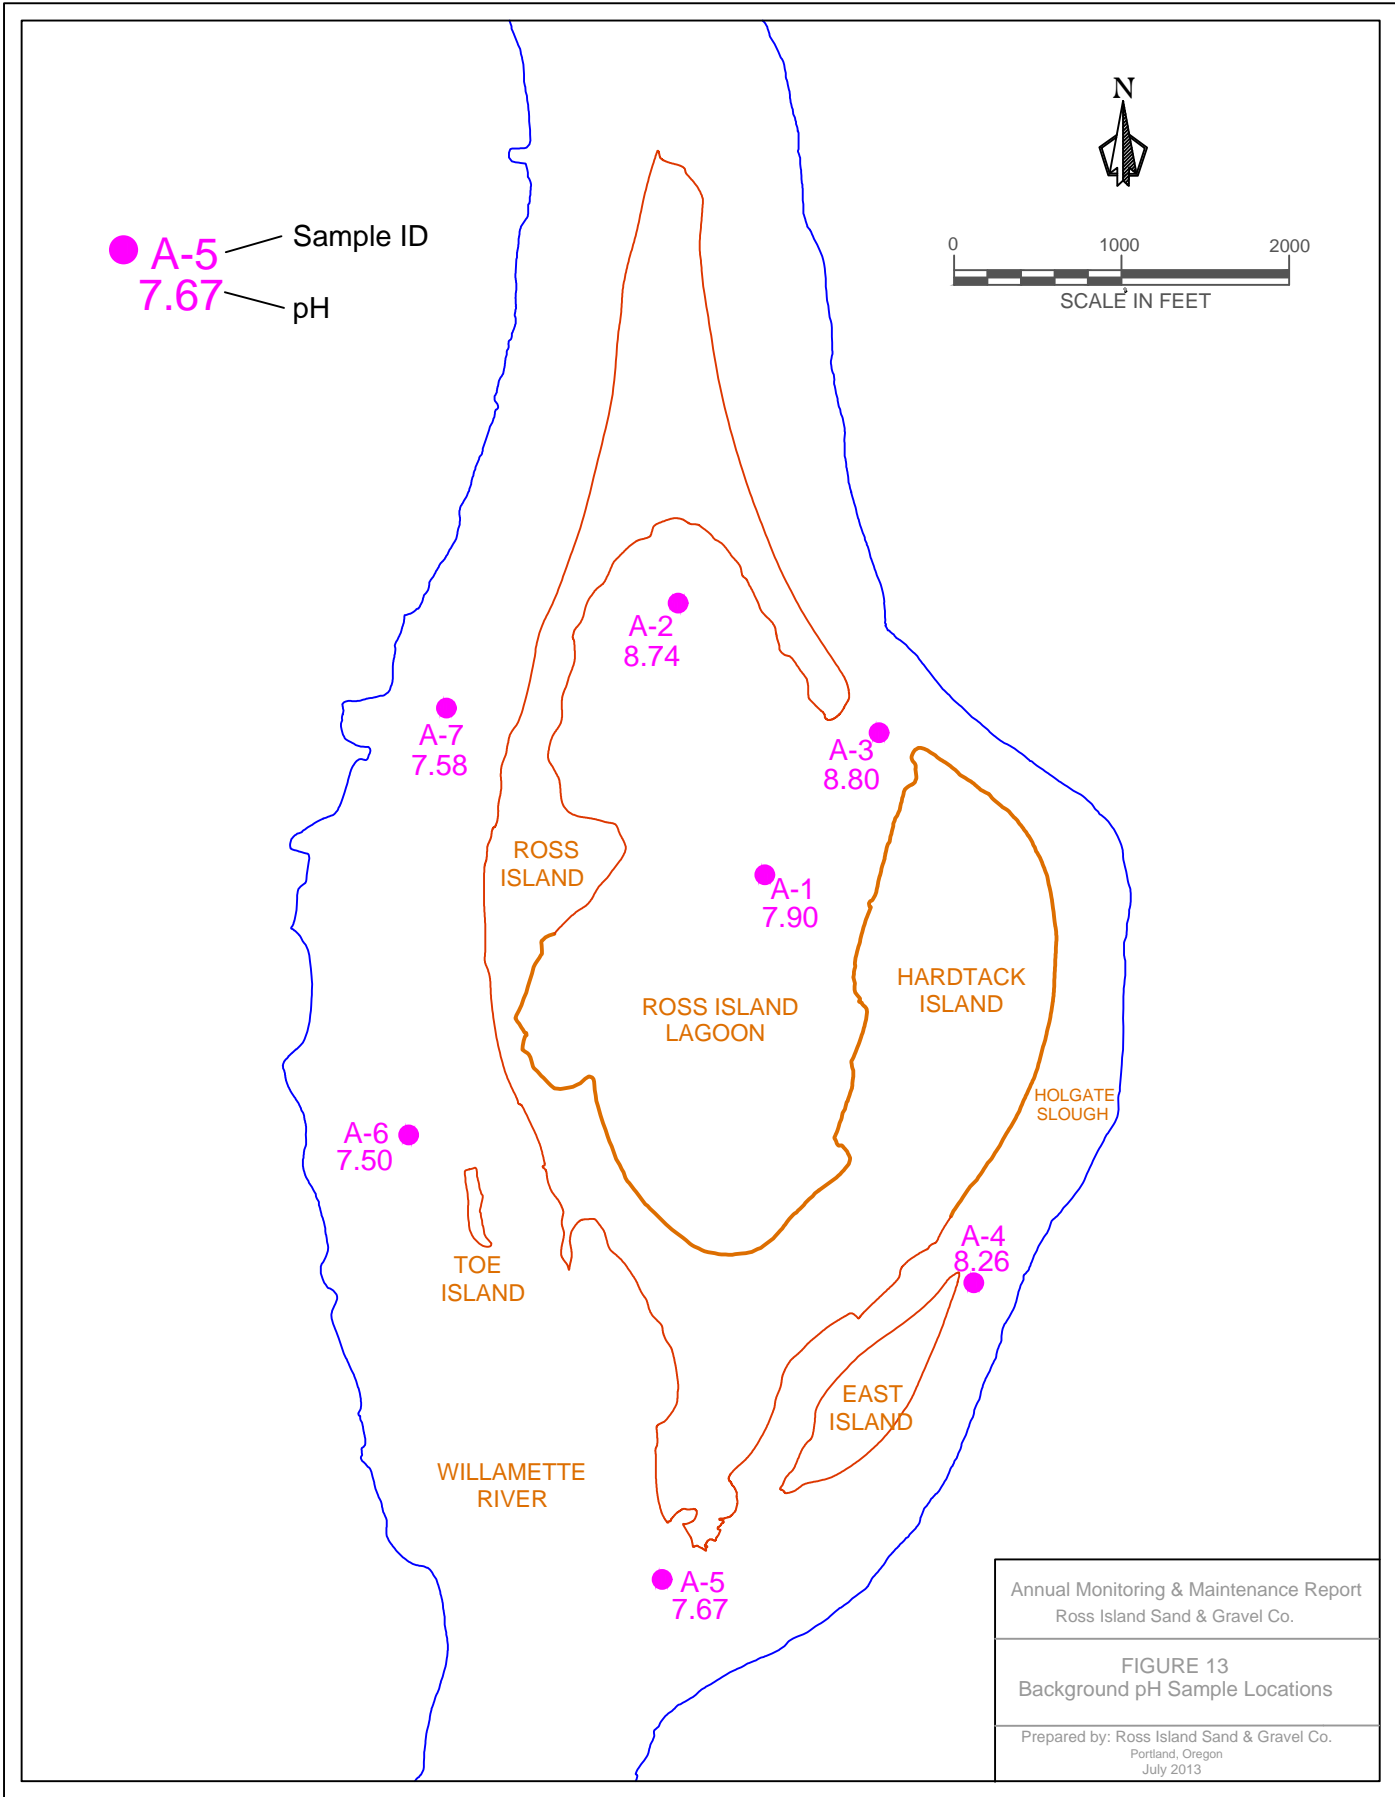 N
0 1000 2000
SCALE IN FEET
A-5
Sample ID
7.67
pH
A-2
8.74
A-7
7.58
A-3
8.80
ROSS
ISLAND
A-1
7.90
HARDTACK
ISLAND
ROSS ISLAND
LAGOON
HOLGATE
SLOUGH
A-6
7.50
A-4
8.26
TOE
ISLAND
EAST
ISLAND
WILLAMETTE
RIVER
A-5
7.67
Annual Monitoring & Maintenance Report
Ross Island Sand & Gravel Co.
FIGURE 13
Background pH Sample Locations
Prepared by: Ross Island Sand & Gravel Co.
Portland, Oregon
July 2013